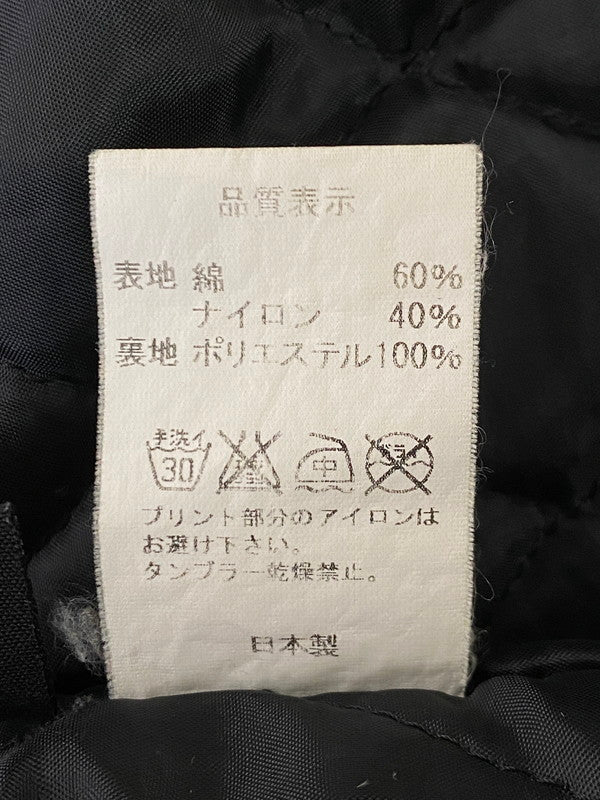 品質表示
表地 綿 60%
ナイロン 40%
裏地 ポリエステル100%
手洗イ
30
中
プリント部分のアイロンは
お避け下さい。
タンブラー乾燥禁止。
日本製